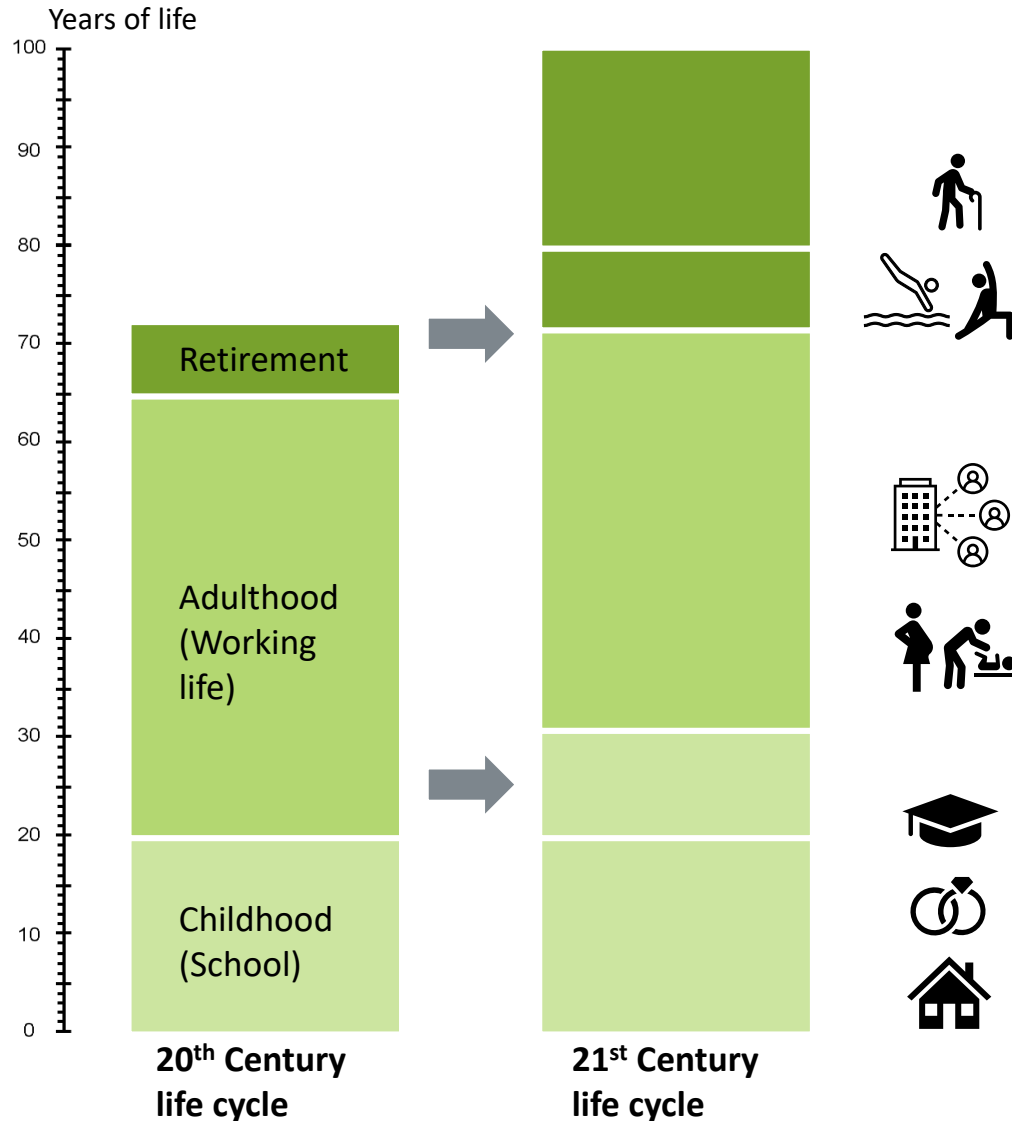 Years of life
100
90
80
70
60
50
40
30
20
10
0
Retirement
Adulthood
(Working
life)
Childhood
(School)
20th Century
life cycle
21st Century
life cycle